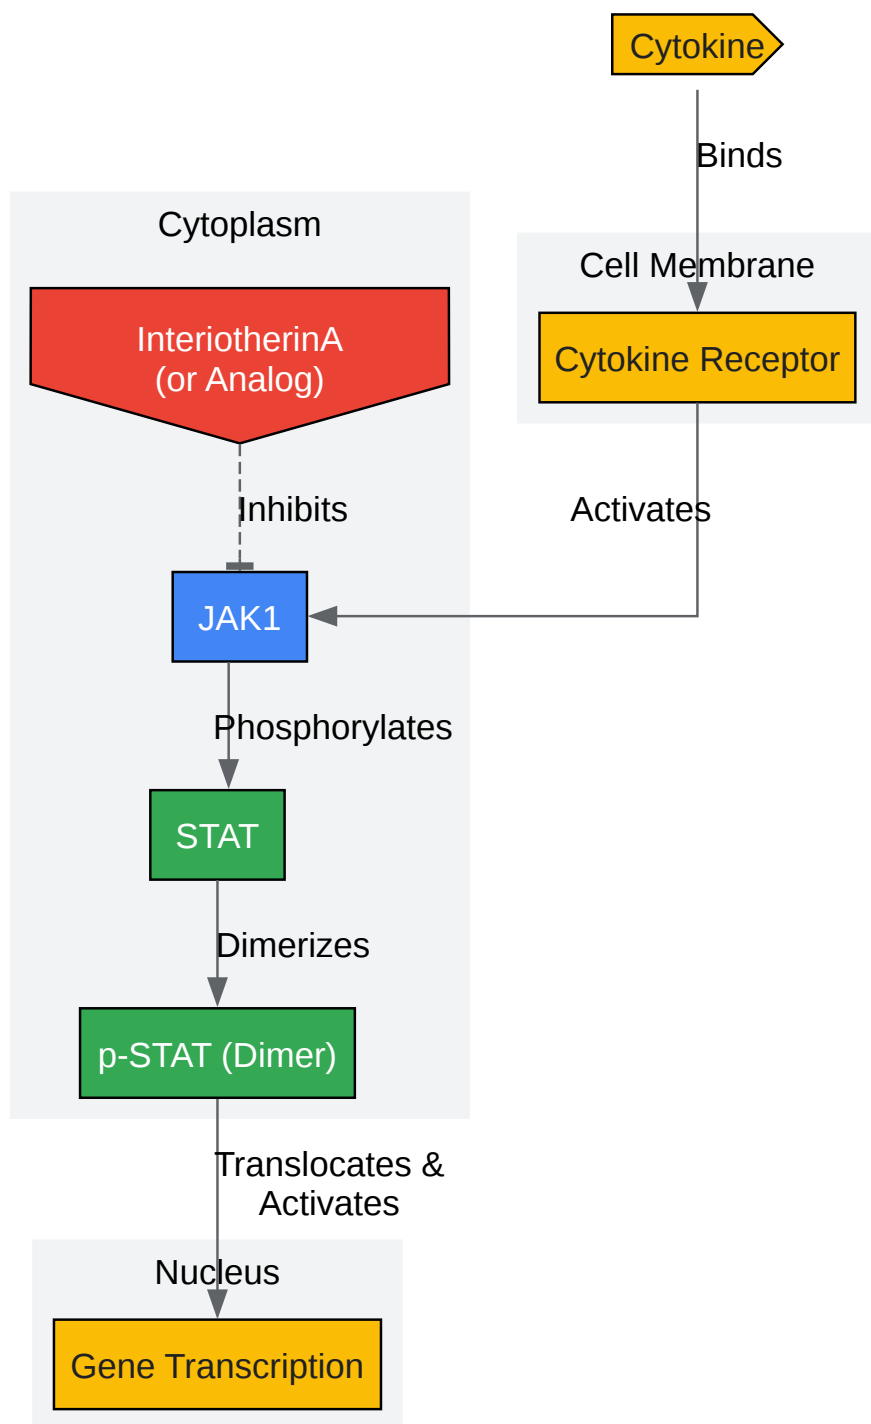 Cytokine
Binds
Cytoplasm
Cell Membrane
InteriotherinA
(or Analog)
Cytokine Receptor
Inhibits
Activates
JAK1
Phosphorylates
STAT
Dimerizes
p-STAT (Dimer)
Translocates &
Activates
Nucleus
Gene Transcription